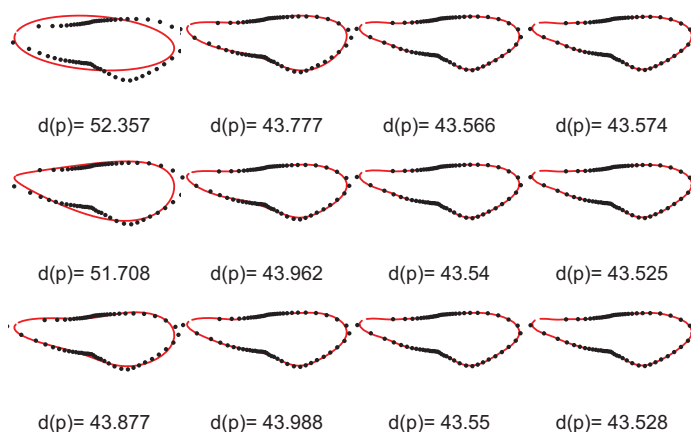 d(p)= 52.357 d(p)= 43.777 d(p)= 43.566 d(p)= 43.574
d(p)= 51.708 d(p)= 43.962 d(p)= 43.54 d(p)= 43.525
d(p)= 43.877 d(p)= 43.988 d(p)= 43.55 d(p)= 43.528